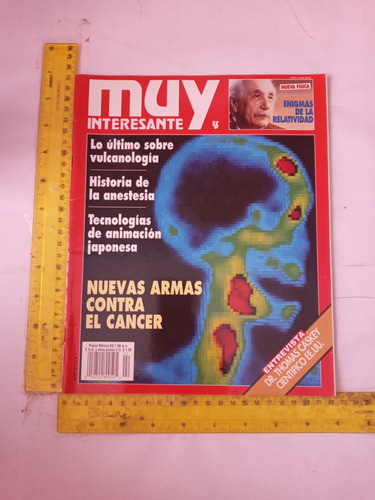 muy
INTERESANTE
NUEVA FISICA
ENIGMAS
DE LA
RELATIVIDAD
Lo último sobre
vulcanología
Historia de
la anestesia
Tecnologías
de animación
japonesa
NUEVAS ARMAS
CONTRA
EL CANCER
ENTREVISTA
DR. THOMAS CASKEY
CIENTIFICO EE.UU.